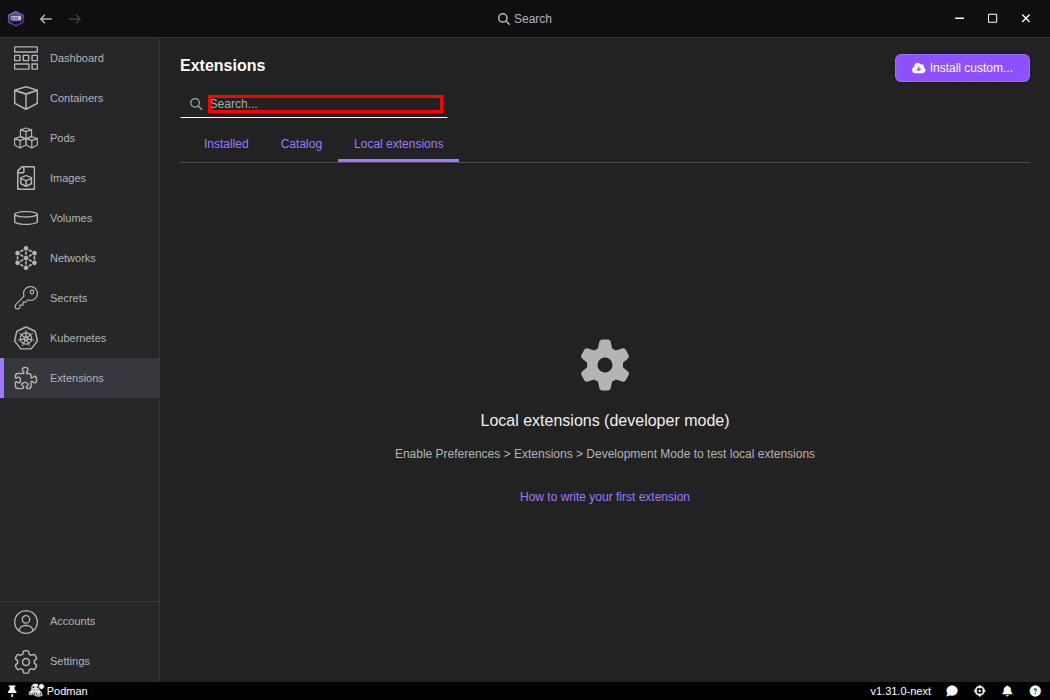 Search
Dashboard
Containers
Pods
Images
Volumes
Networks
Secrets
Kubernetes
Extensions
Accounts
Settings
Extensions
Install custom...
Search...
Installed Catalog Local extensions
Local extensions (developer mode)
Enable Preferences > Extensions > Development Mode to test local extensions
How to write your first extension
Podman
v1.31.0-next